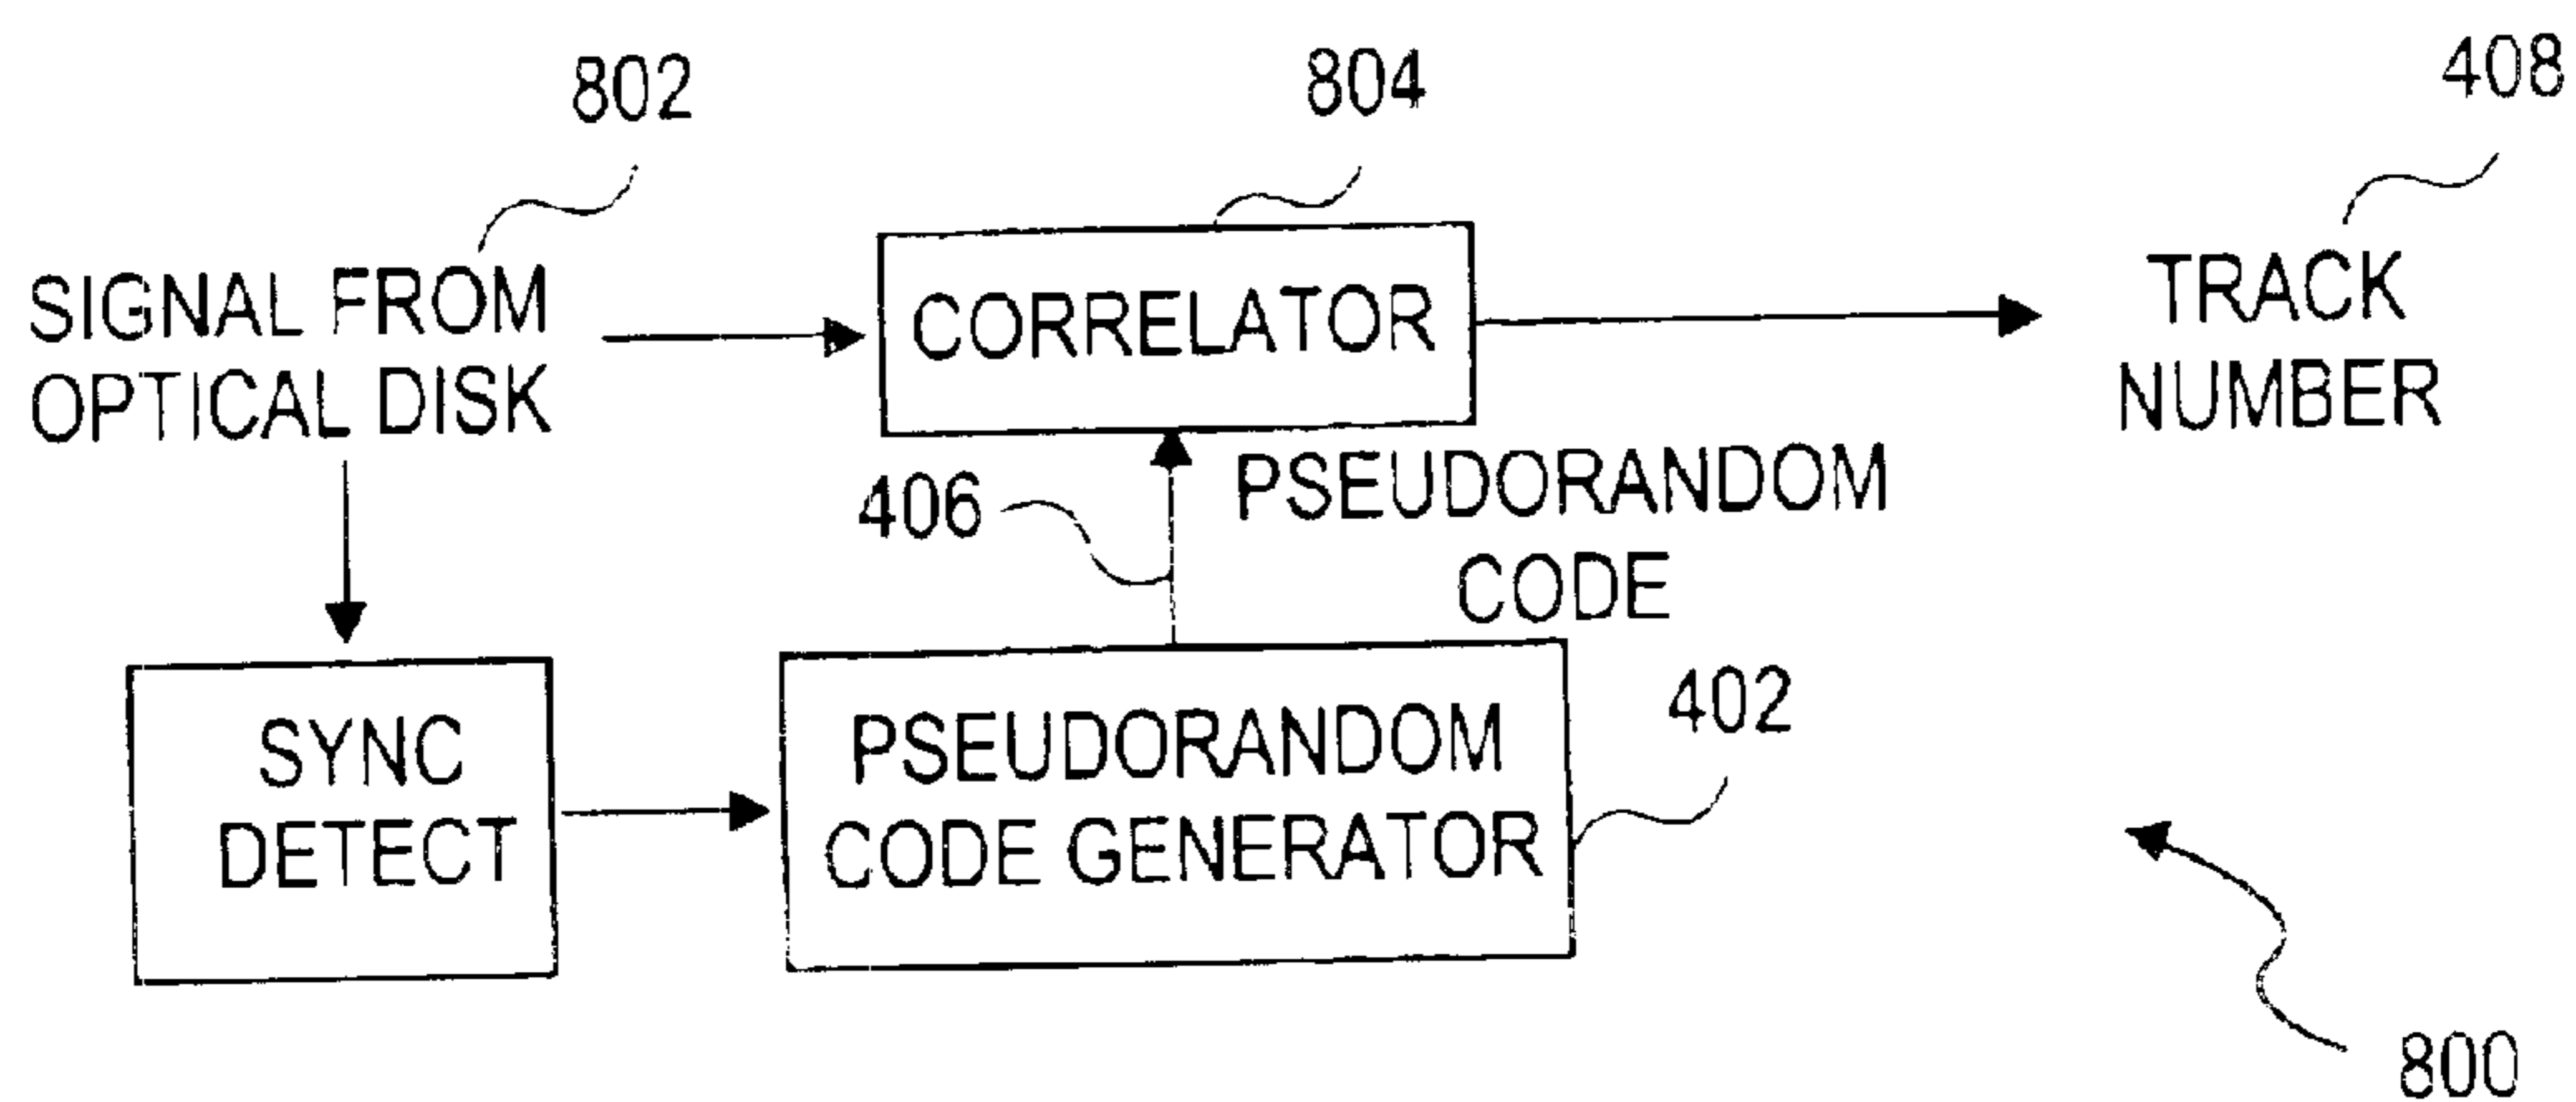 802
804
408
SIGNAL FROM
OPTICAL DISK
CORRELATOR
TRACK
NUMBER
406
PSEUDORANDOM
CODE
SYNC
DETECT
PSEUDORANDOM
CODE GENERATOR
402
800